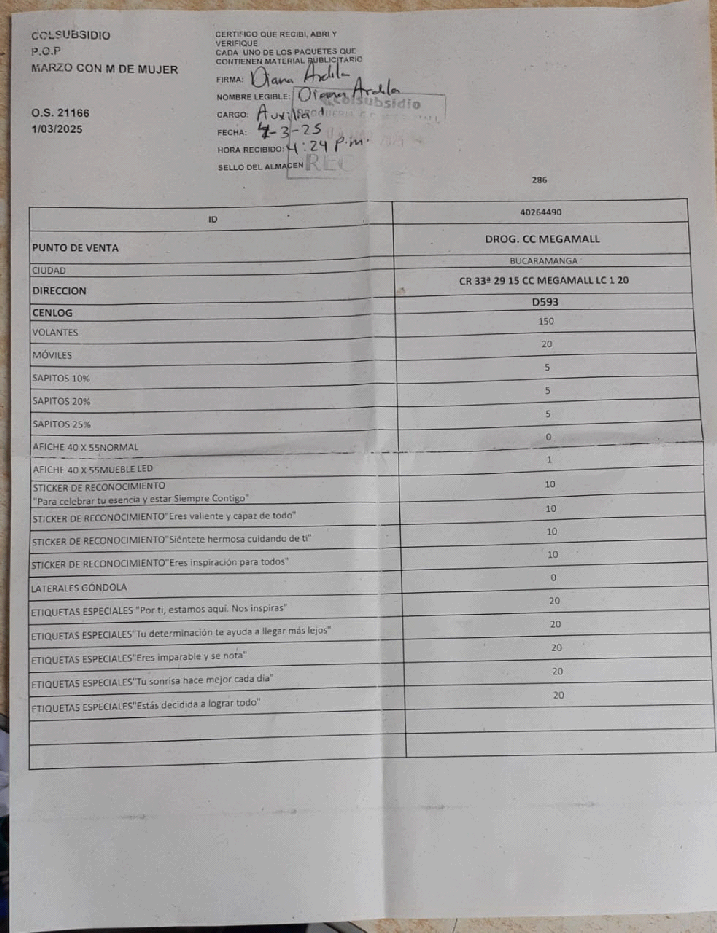 COLSUBSIDIO
P.O.P
MARZO CON M DE MUJER
O.S. 21166
1/03/2025
CERTIFICO QUE RECIBI, ABRI Y
VERIFIQUE
CADA UNO DE LOS PAQUETES QUE
CONTIENEN MATERIAL PUBLICITARIO
FIRMA: Diana Ardila
NOMBRE LEGIBLE: Diana Ardila
Colsubsidio
CARGO: Auxiliar
FECHA: 4-3-25
HORA RECIBIDO: 4:24 p.m.
SELLO DEL ALMACEN
286
ID 40264490
PUNTO DE VENTA DROG. CC MEGAMALL
CIUDAD BUCARAMANGA
DIRECCION CR 33ª 29 15 CC MEGAMALL LC 1 20
CENLOG D593
VOLANTES 150
MÓVILES 20
SAPITOS 10% 5
SAPITOS 20% 5
SAPITOS 25% 5
AFICHE 40 X 55NORMAL 0
AFICHE 40 X 55MUEBLE LED 1
STICKER DE RECONOCIMIENTO
"Para celebrar tu esencia y estar Siempre Contigo" 10
STICKER DE RECONOCIMIENTO"Eres valiente y capaz de todo" 10
STICKER DE RECONOCIMIENTO"Siéntete hermosa cuidando de ti" 10
STICKER DE RECONOCIMIENTO"Eres inspiración para todos" 10
LATERALES GÓNDOLA 0
ETIQUETAS ESPECIALES "Por ti, estamos aquí. Nos inspiras" 20
ETIQUETAS ESPECIALES"Tu determinación te ayuda a llegar más lejos" 20
ETIQUETAS ESPECIALES"Eres imparable y se nota" 20
ETIQUETAS ESPECIALES"Tu sonrisa hace mejor cada día" 20
ETIQUETAS ESPECIALES"Estás decidida a lograr todo" 20